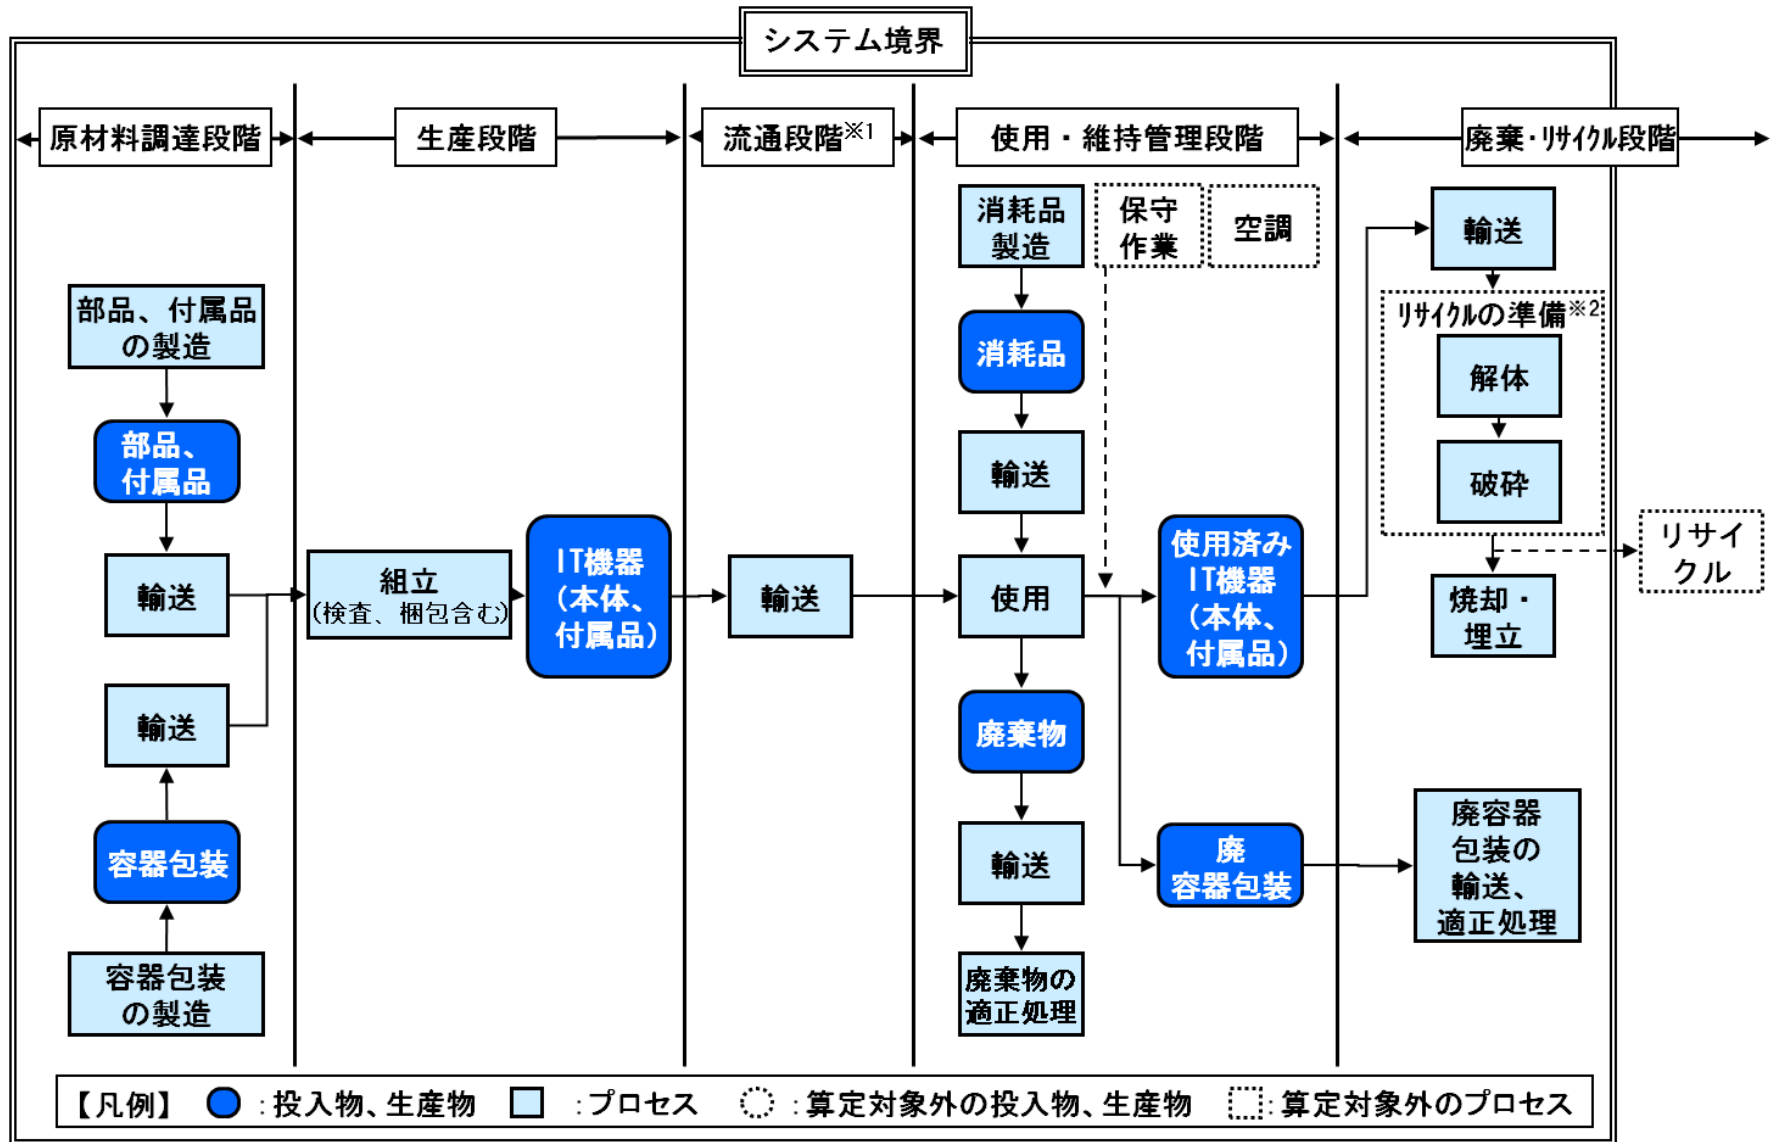 システム境界
原材料調達段階
生産段階
流通段階※1
使用・維持管理段階
廃棄・リサイクル段階
部品、付属品
の製造
部品、
付属品
輸送
輸送
容器包装
容器包装
の製造
組立
(検査、梱包含む)
IT機器
(本体、
付属品)
輸送
消耗品
製造
保守
作業
空調
消耗品
輸送
使用
廃棄物
輸送
廃棄物の
適正処理
使用済み
IT機器
(本体、
付属品)
廃
容器包装
輸送
リサイクルの準備※2
解体
破砕
リサイ
クル
焼却・
埋立
廃容器
包装の
輸送、
適正処理
【凡例】 :投入物、生産物 :プロセス :算定対象外の投入物、生産物 :算定対象外のプロセス